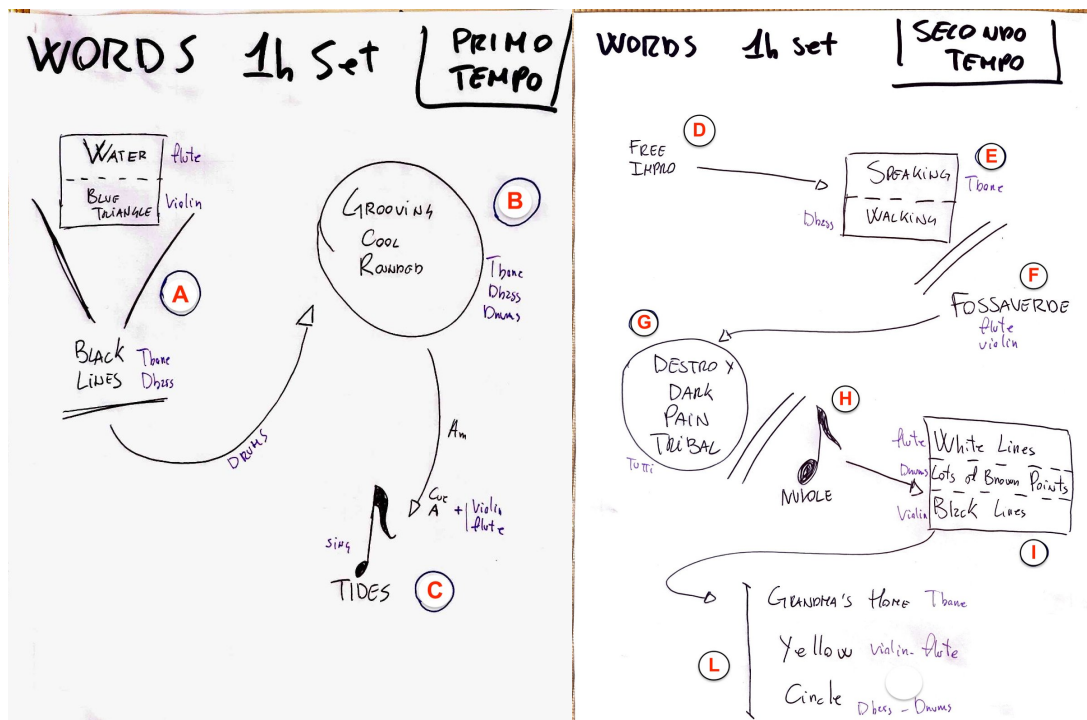 WORDS 1h Set
PRIMO
TEMPO
WATER flute
BLUE
TRIANGLE violin
A
BLACK
LINES
Tbone
Dbass
DRUMS
B
GROOVING
COOL
ROUNDED
Tbone
Dbass
Drums
Am
CUE
A + violin
flute
sing
TIDES
C
WORDS 1h Set
SECONDO
TEMPO
D
FREE
IMPRO
E
SPEAKING Tbone
Dbass WALKING
F
FOSSAVERDE
flute
violin
G
DESTROY
DARK
PAIN
TRIBAL
Tutti
H
NUVOLE
flute White Lines
Drums Lots of Brown Points
Violin Black Lines
I
L
GRANDMA'S HOME Tbone
Yellow violin - flute
Circle Dbass - Drums